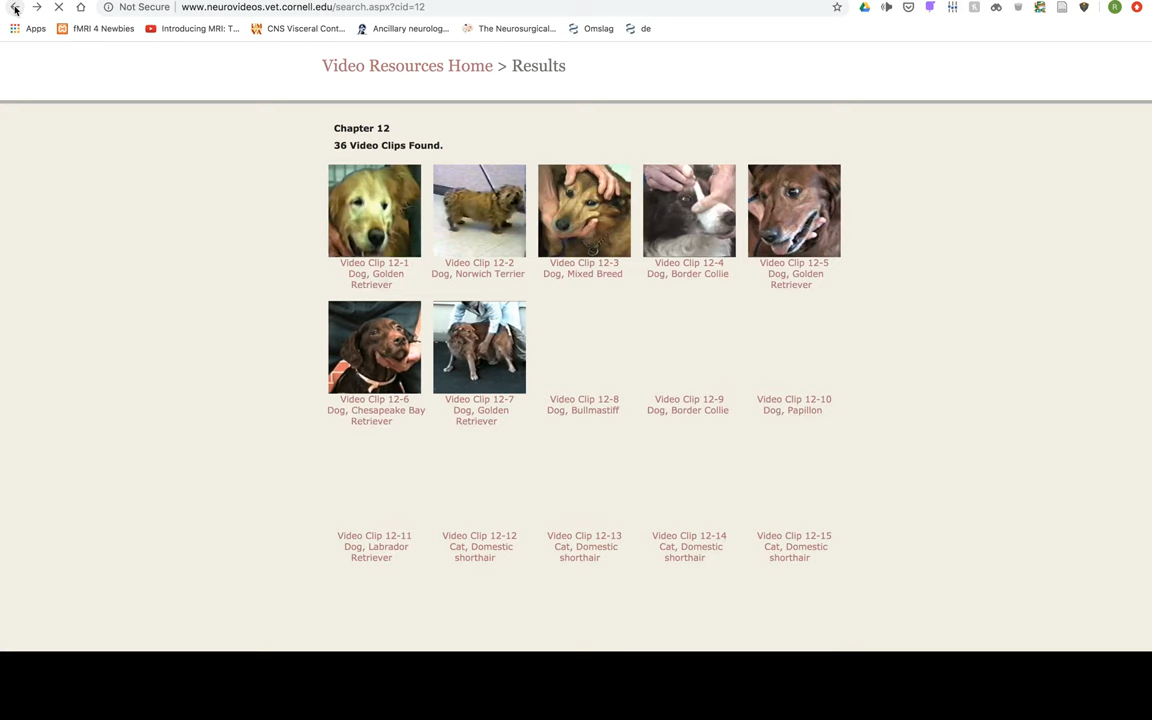 Not Secure www.neurovideos.vet.cornell.edu/search.aspx?cid=12
R
Apps fMRI 4 Newbies Introducing MRI: T... CNS Visceral Cont... Ancillary neurolog... The Neurosurgical... Omslag de
Video Resources Home > Results
Chapter 12
36 Video Clips Found.
Video Clip 12-1
Dog, Golden
Retriever
Video Clip 12-2
Dog, Norwich Terrier
Video Clip 12-3
Dog, Mixed Breed
Video Clip 12-4
Dog, Border Collie
Video Clip 12-5
Dog, Golden
Retriever
Video Clip 12-6
Dog, Chesapeake Bay
Retriever
Video Clip 12-7
Dog, Golden
Retriever
Video Clip 12-8
Dog, Bullmastiff
Video Clip 12-9
Dog, Border Collie
Video Clip 12-10
Dog, Papillon
Video Clip 12-11
Dog, Labrador
Retriever
Video Clip 12-12
Cat, Domestic
shorthair
Video Clip 12-13
Cat, Domestic
shorthair
Video Clip 12-14
Cat, Domestic
shorthair
Video Clip 12-15
Cat, Domestic
shorthair